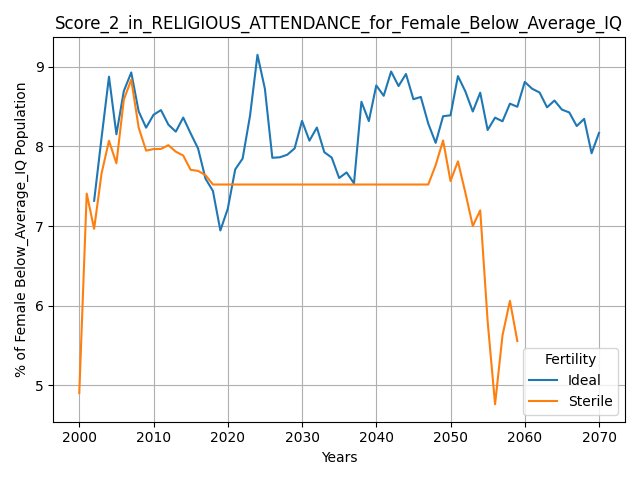 Score_2_in_RELIGIOUS_ATTENDANCE_for_Female_Below_Average_IQ
% of Female Below_Average_IQ Population
9
8
7
6
5
2000 2010 2020 2030 2040 2050 2060 2070
Years
Fertility
Ideal
Sterile